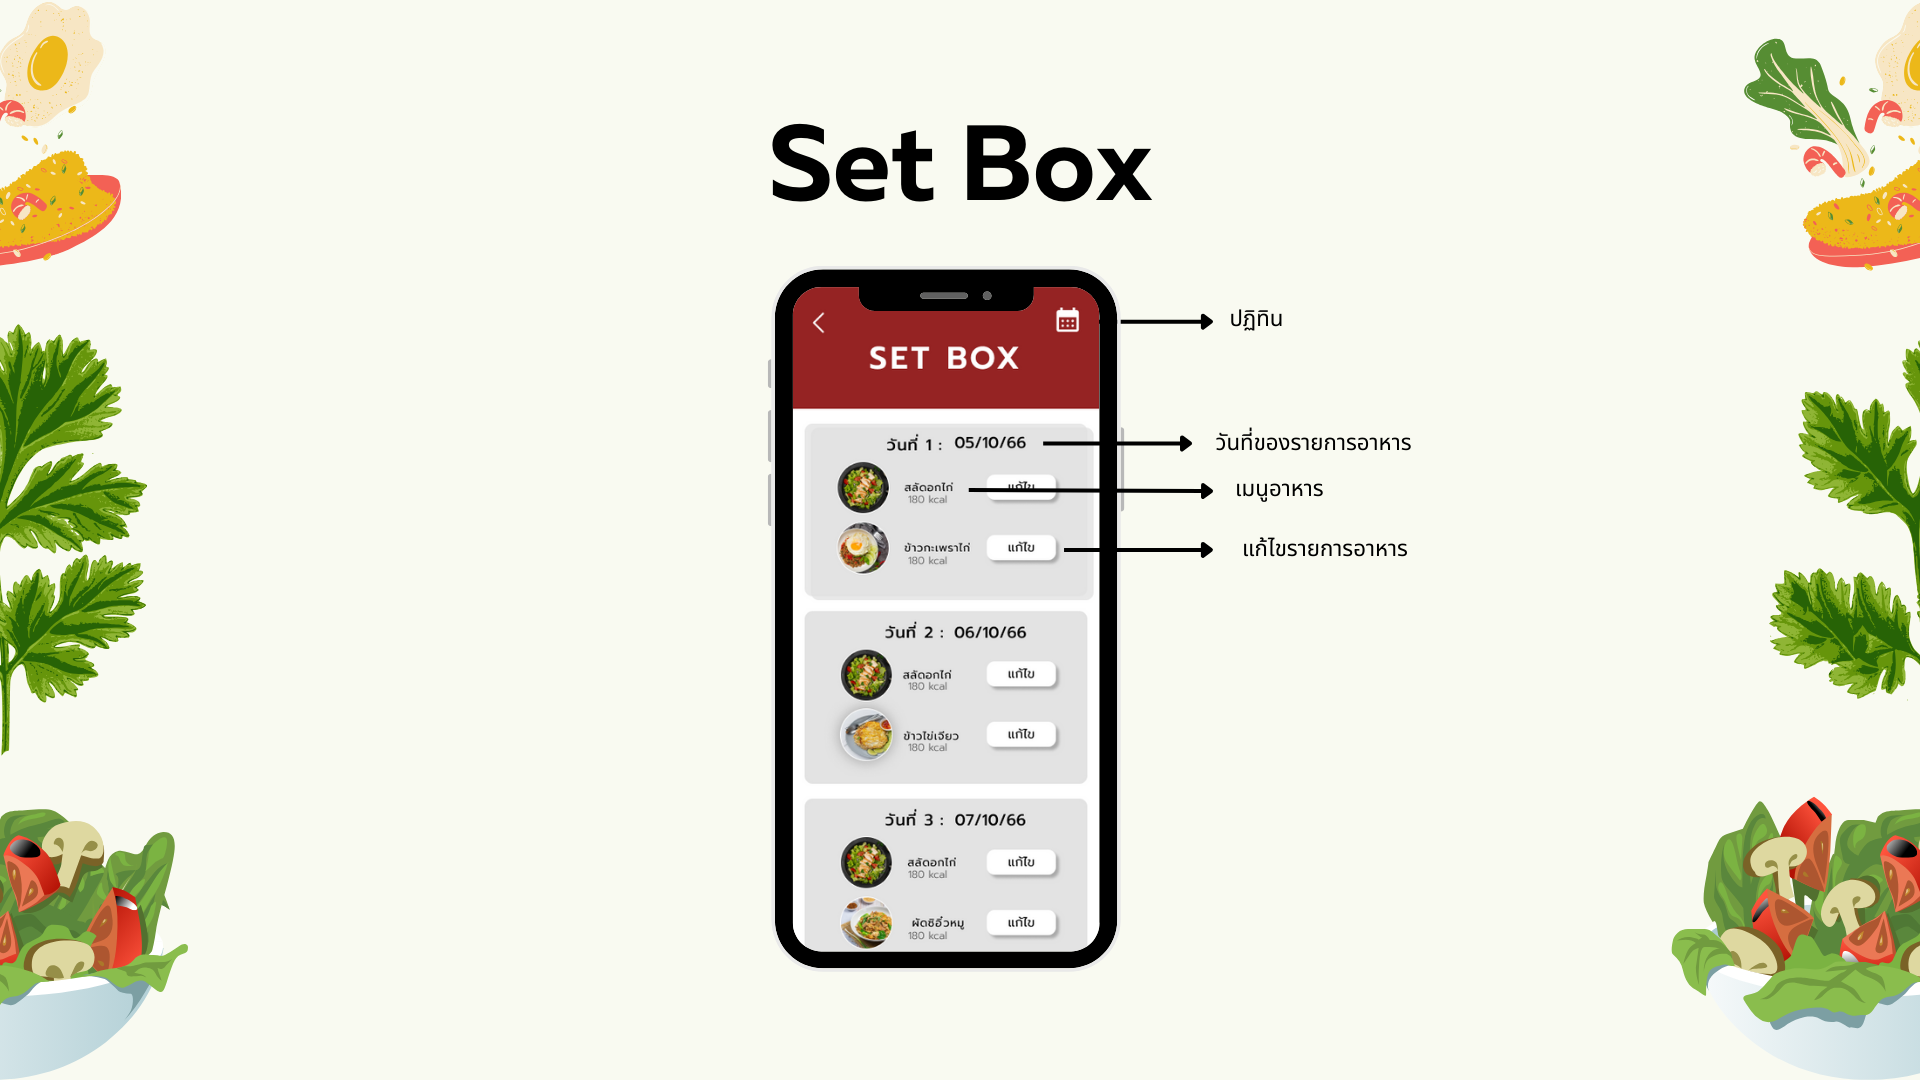 Set Box
ปฏิทิน
SET BOX
วันที่ 1 : 05/10/66
วันที่ของรายการอาหาร
สลัดอกไก่
แก้ไข
180 kcal
เมนูอาหาร
ข้าวกะเพราไก่
แก้ไข
180 kcal
แก้ไขรายการอาหาร
วันที่ 2 : 06/10/66
สลัดอกไก่
แก้ไข
180 kcal
ข้าวไข่เจียว
แก้ไข
180 kcal
วันที่ 3 : 07/10/66
สลัดอกไก่
แก้ไข
180 kcal
ผัดซีอิ๊วหมู
แก้ไข
180 kcal